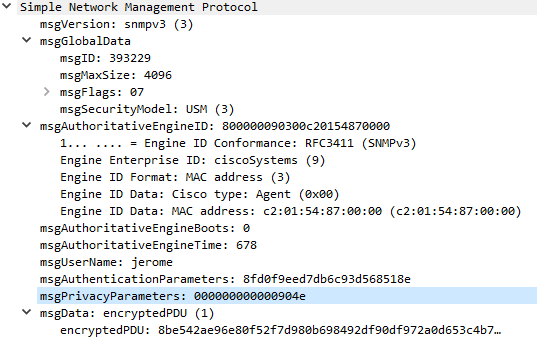 Simple Network Management Protocol
msgVersion: snmpv3 (3)
msgGlobalData
msgID: 393229
msgMaxSize: 4096
msgFlags: 07
msgSecurityModel: USM (3)
msgAuthoritativeEngineID: 800000090300c20154870000
1... .... = Engine ID Conformance: RFC3411 (SNMPv3)
Engine Enterprise ID: ciscoSystems (9)
Engine ID Format: MAC address (3)
Engine ID Data: Cisco type: Agent (0x00)
Engine ID Data: MAC address: c2:01:54:87:00:00 (c2:01:54:87:00:00)
msgAuthoritativeEngineBoots: 0
msgAuthoritativeEngineTime: 678
msgUserName: jerome
msgAuthenticationParameters: 8fd0f9eed7db6c93d568518e
msgPrivacyParameters: 000000000000904e
msgData: encryptedPDU (1)
encryptedPDU: 8be542ae96e80f52f7d980b698492df90df972a0d653c4b7…